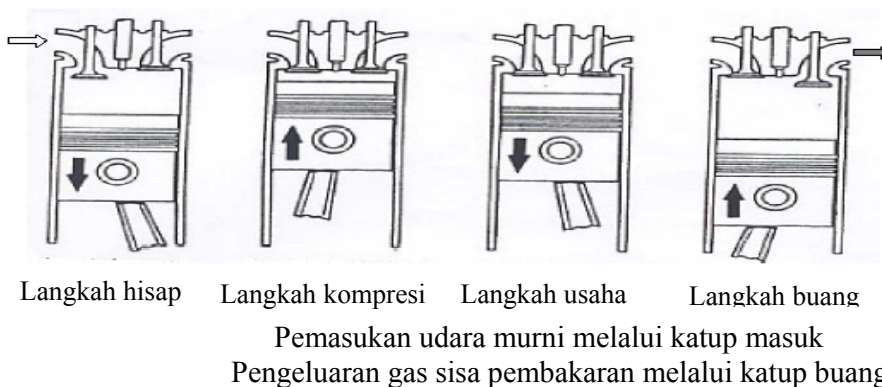 Langkah hisap Langkah kompresi Langkah usaha Langkah buang
Pemasukan udara murni melalui katup masuk
Pengeluaran gas sisa pembakaran melalui katup buang